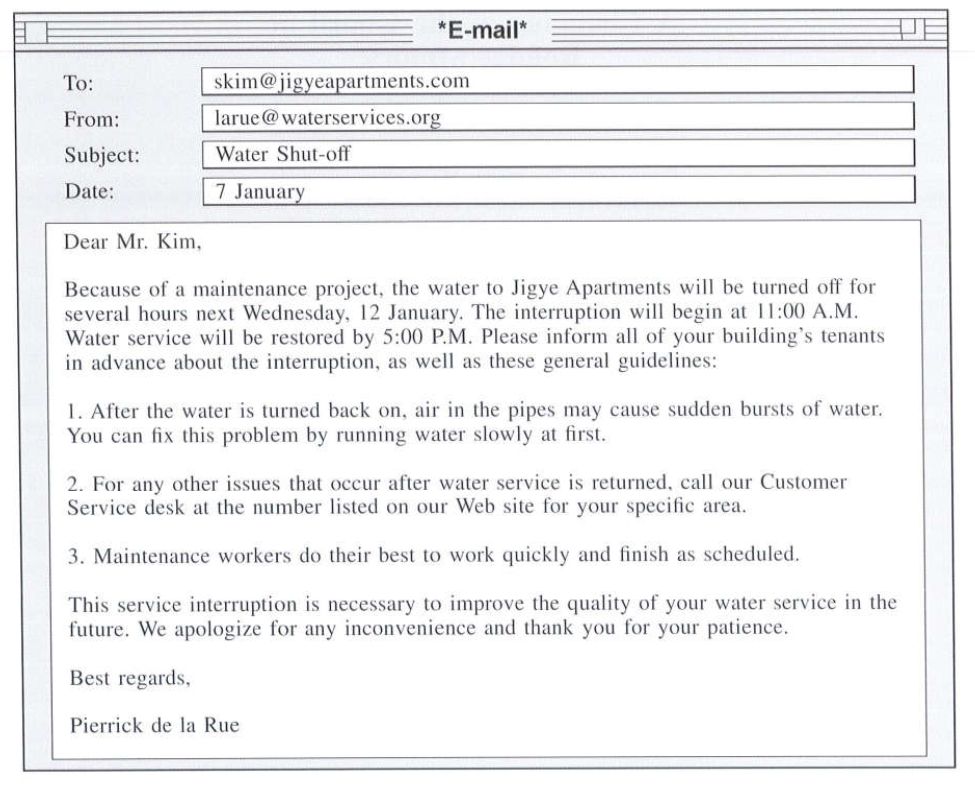 *E-mail*
To: skim@jigyeapartments.com
From: larue@waterservices.org
Subject: Water Shut-off
Date: 7 January
Dear Mr. Kim,
Because of a maintenance project, the water to Jigye Apartments will be turned off for
several hours next Wednesday, 12 January. The interruption will begin at 11:00 A.M.
Water service will be restored by 5:00 P.M. Please inform all of your building's tenants
in advance about the interruption, as well as these general guidelines:
1. After the water is turned back on, air in the pipes may cause sudden bursts of water.
You can fix this problem by running water slowly at first.
2. For any other issues that occur after water service is returned, call our Customer
Service desk at the number listed on our Web site for your specific area.
3. Maintenance workers do their best to work quickly and finish as scheduled.
This service interruption is necessary to improve the quality of your water service in the
future. We apologize for any inconvenience and thank you for your patience.
Best regards,
Pierrick de la Rue